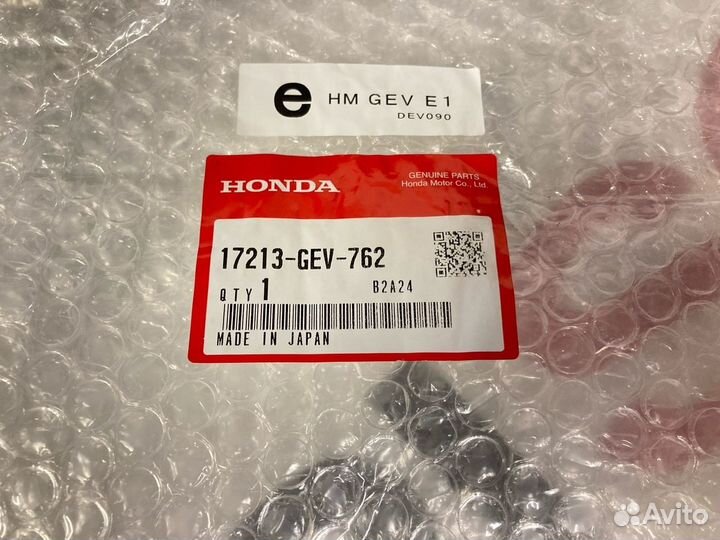 e HM GEV E1
DEV090
HONDA
GENUINE PARTS
Honda Motor Co., Ltd.
17213-GEV-762
QTY 1 B2A24
MADE IN JAPAN
Avito